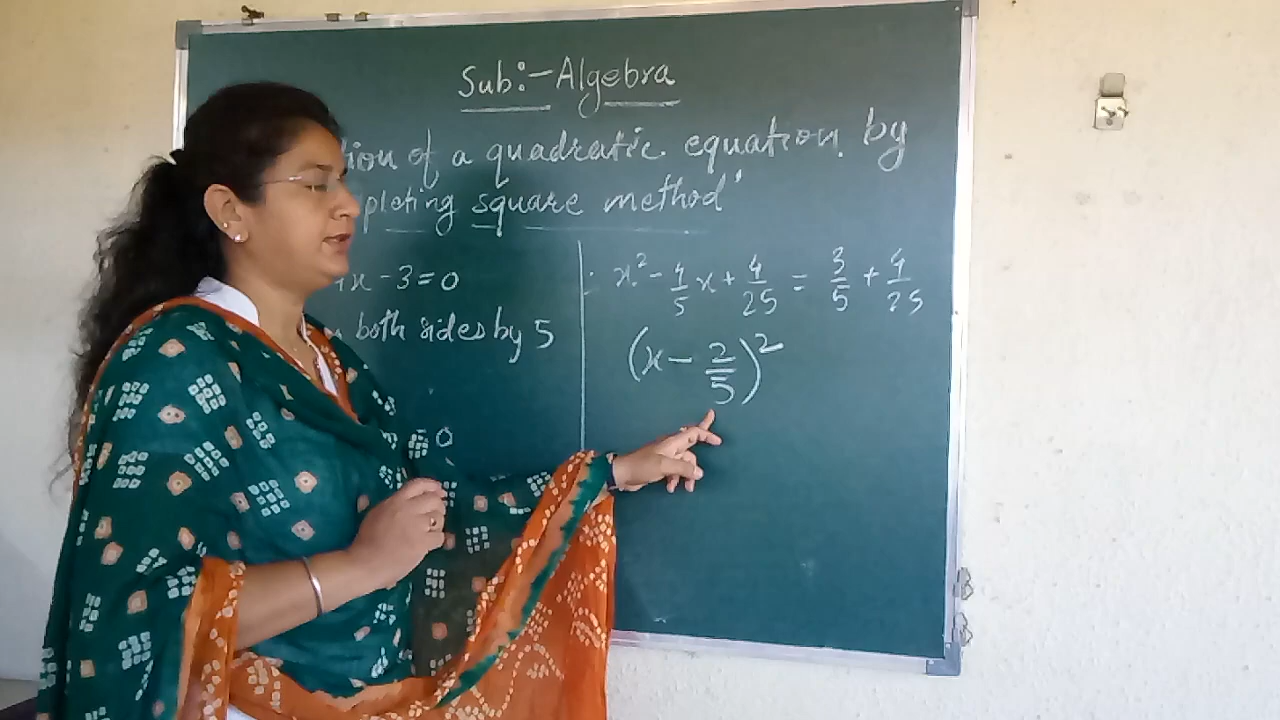 Sub:- Algebra
tion of a quadratic equation by
pleting square method"
x - 3 = 0
both sides by 5
= 0
∴ x² - 4/5 x + 4/25 = 3/5 + 4/25
(x - 2/5)²